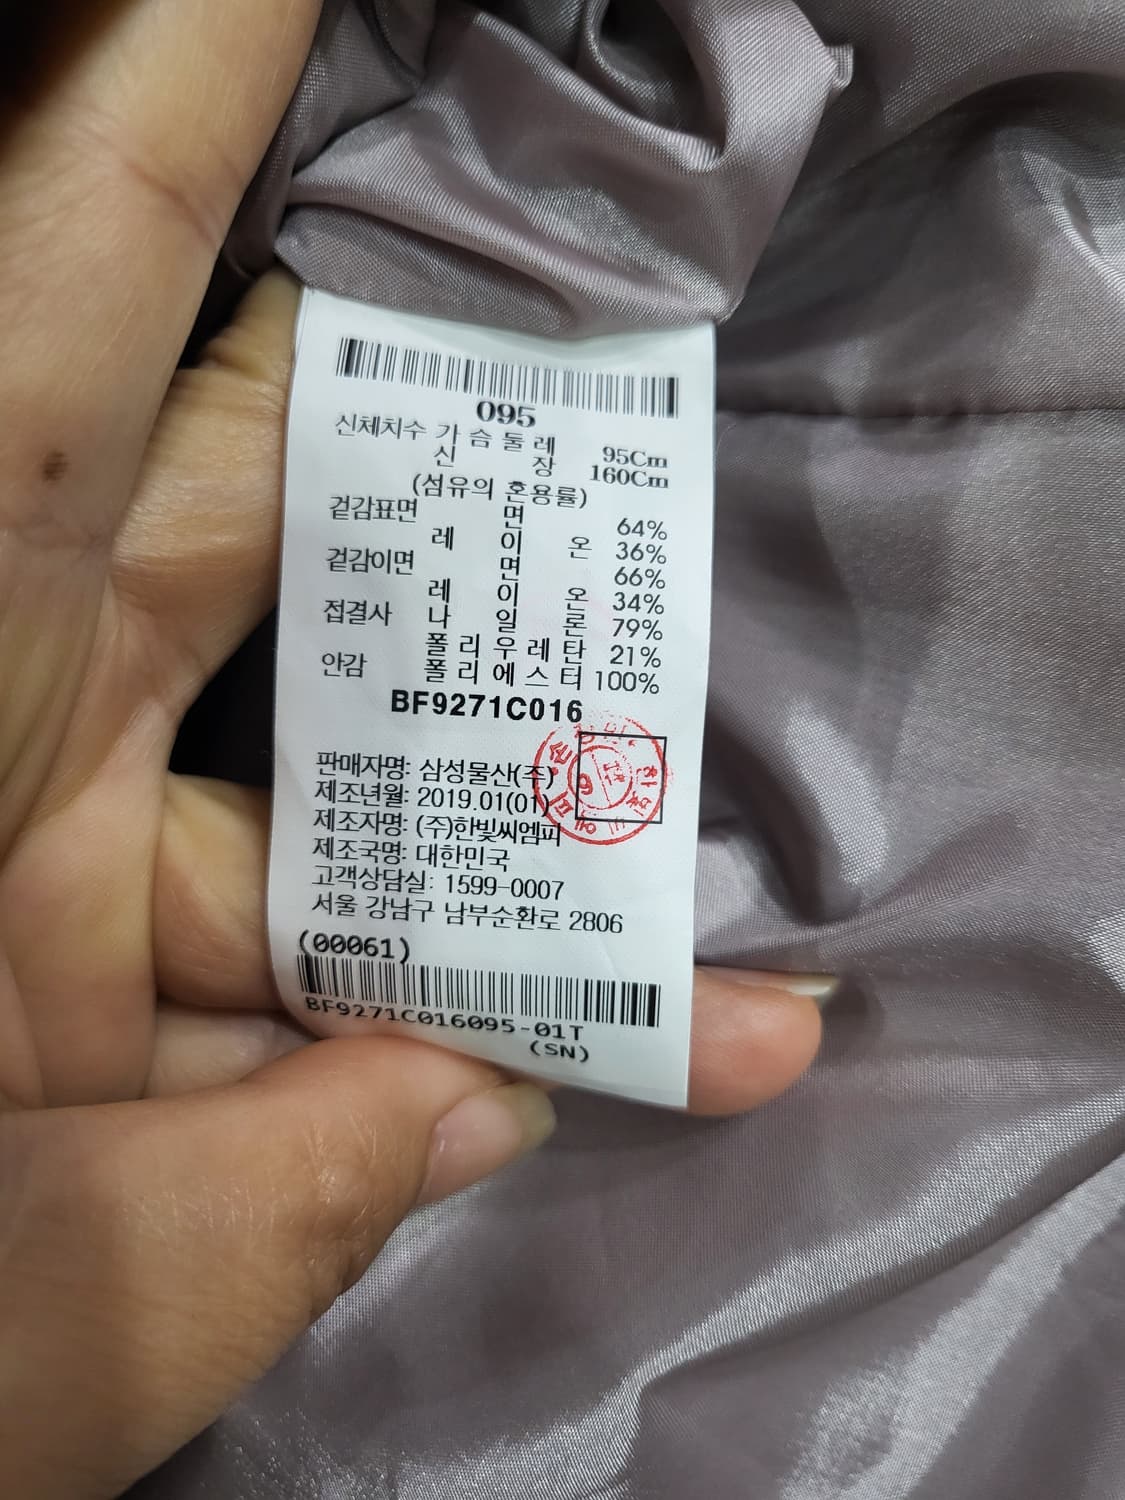 095
신체치수 가 슴 둘 레 95Cm
신 장 160Cm
(섬유의 혼용률)
겉감표면 면 64%
레 이 온 36%
겉감이면 면 66%
레 이 온 34%
접결사 나 일 론 79%
폴 리 우 레 탄 21%
안감 폴 리 에 스 터 100%
BF9271C016
판매자명: 삼성물산(주)
제조년월: 2019.01(01)
제조자명: (주)한빛씨엠피
제조국명: 대한민국
고객상담실: 1599-0007
서울 강남구 남부순환로 2806
(00061)
BF9271C016095-01T
(SN)